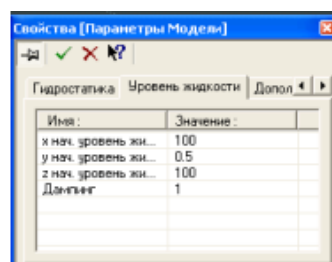 Свойства [Параметры Модели]
Гидростатика Уровень жидкости Допол
Имя : Значение :
x нач. уровень жи... 100
y нач. уровень жи... 0.5
z нач. уровень жи... 100
Дампинг 1